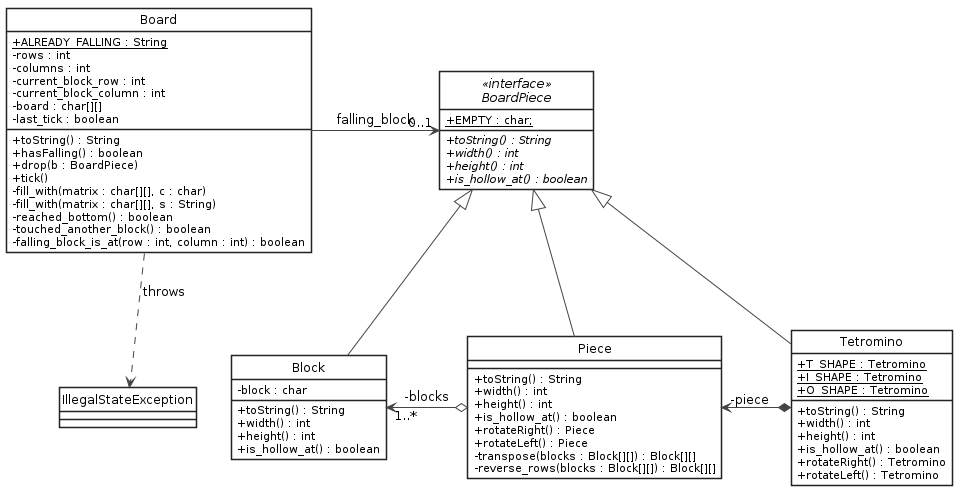 Board
+ALREADY_FALLING : String
-rows : int
-columns : int
-current_block_row : int
-current_block_column : int
-board : char[][]
-last_tick : boolean
+toString() : String
+hasFalling() : boolean
+drop(b : BoardPiece)
+tick()
-fill_with(matrix : char[][], c : char)
-fill_with(matrix : char[][], s : String)
-reached_bottom() : boolean
-touched_another_block() : boolean
-falling_block_is_at(row : int, column : int) : boolean
falling_block
0..1
«interface»
BoardPiece
+EMPTY : char;
+toString() : String
+width() : int
+height() : int
+is_hollow_at() : boolean
throws
IllegalStateException
Block
-block : char
+toString() : String
+width() : int
+height() : int
+is_hollow_at() : boolean
-blocks
1..*
Piece
+toString() : String
+width() : int
+height() : int
+is_hollow_at() : boolean
+rotateRight() : Piece
+rotateLeft() : Piece
-transpose(blocks : Block[][]) : Block[][]
-reverse_rows(blocks : Block[][]) : Block[][]
-piece
Tetromino
+T_SHAPE : Tetromino
+I_SHAPE : Tetromino
+O_SHAPE : Tetromino
+toString() : String
+width() : int
+height() : int
+is_hollow_at() : boolean
+rotateRight() : Tetromino
+rotateLeft() : Tetromino